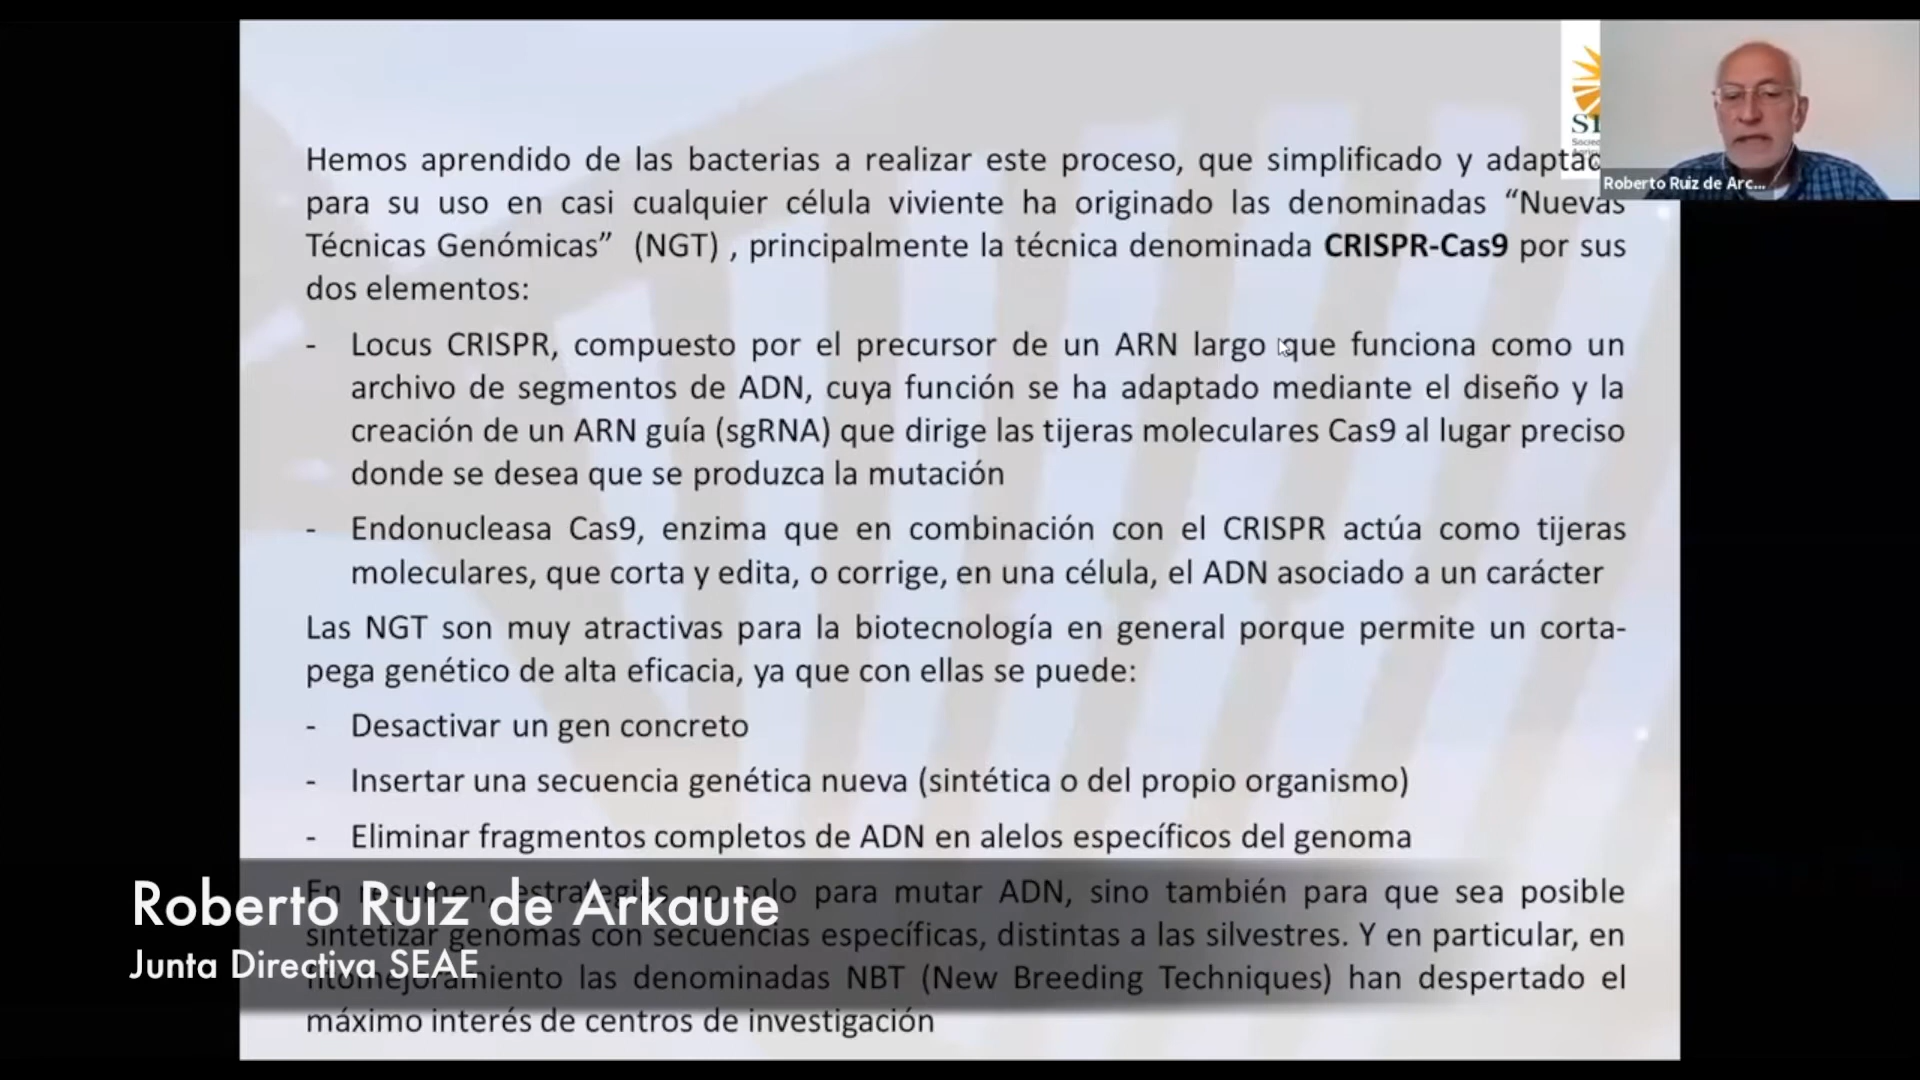 Hemos aprendido de las bacterias a realizar este proceso, que simplificado y adaptac
para su uso en casi cualquier célula viviente ha originado las denominadas “Nuevas
Técnicas Genómicas” (NGT) , principalmente la técnica denominada CRISPR-Cas9 por sus
dos elementos:
- Locus CRISPR, compuesto por el precursor de un ARN largo que funciona como un
archivo de segmentos de ADN, cuya función se ha adaptado mediante el diseño y la
creación de un ARN guía (sgRNA) que dirige las tijeras moleculares Cas9 al lugar preciso
donde se desea que se produzca la mutación
- Endonucleasa Cas9, enzima que en combinación con el CRISPR actúa como tijeras
moleculares, que corta y edita, o corrige, en una célula, el ADN asociado a un carácter
Las NGT son muy atractivas para la biotecnología en general porque permite un corta-
pega genético de alta eficacia, ya que con ellas se puede:
- Desactivar un gen concreto
- Insertar una secuencia genética nueva (sintética o del propio organismo)
- Eliminar fragmentos completos de ADN en alelos específicos del genoma
En resumen, estrategias no solo para mutar ADN, sino también para que sea posible
sintetizar genomas con secuencias específicas, distintas a las silvestres. Y en particular, en
fitomejoramiento las denominadas NBT (New Breeding Techniques) han despertado el
máximo interés de centros de investigación
Roberto Ruiz de Arc...
Roberto Ruiz de Arkaute
Junta Directiva SEAE